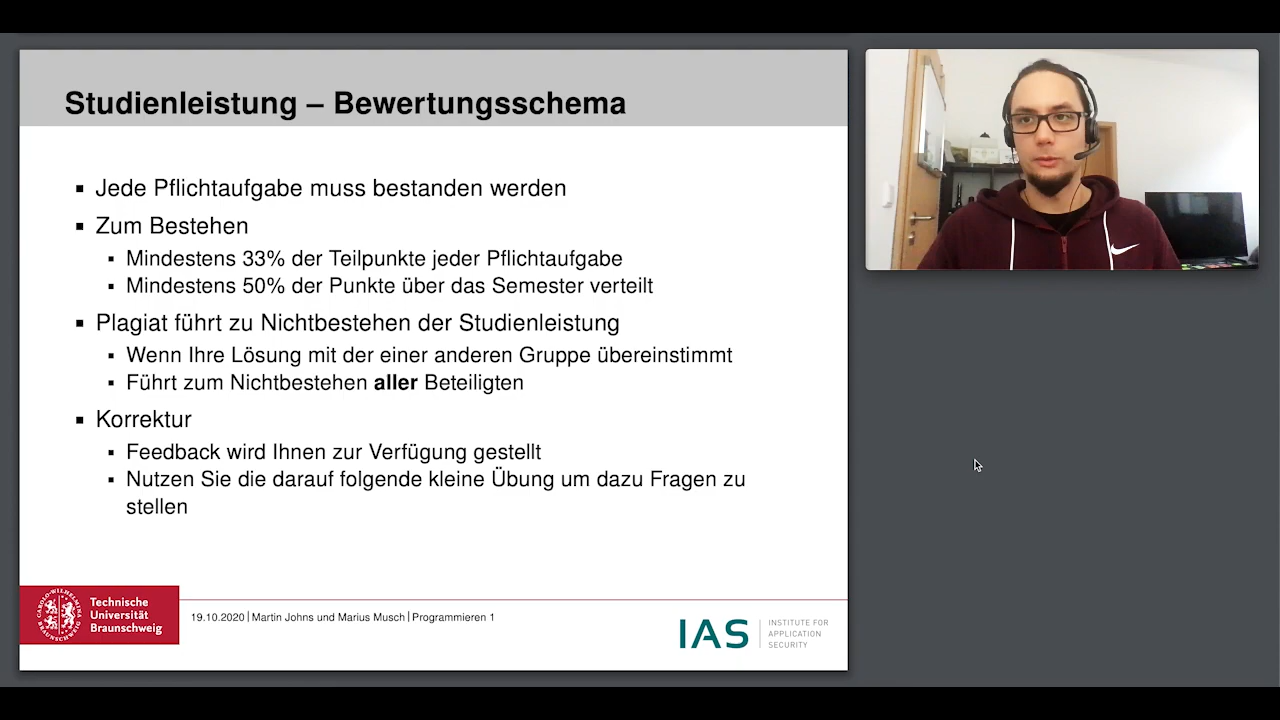 Studienleistung – Bewertungsschema
Jede Pflichtaufgabe muss bestanden werden
Zum Bestehen
Mindestens 33% der Teilpunkte jeder Pflichtaufgabe
Mindestens 50% der Punkte über das Semester verteilt
Plagiat führt zu Nichtbestehen der Studienleistung
Wenn Ihre Lösung mit der einer anderen Gruppe übereinstimmt
Führt zum Nichtbestehen aller Beteiligten
Korrektur
Feedback wird Ihnen zur Verfügung gestellt
Nutzen Sie die darauf folgende kleine Übung um dazu Fragen zu
stellen
Technische
Universität
Braunschweig
19.10.2020 | Martin Johns und Marius Musch | Programmieren 1
IAS
INSTITUTE FOR
APPLICATION
SECURITY